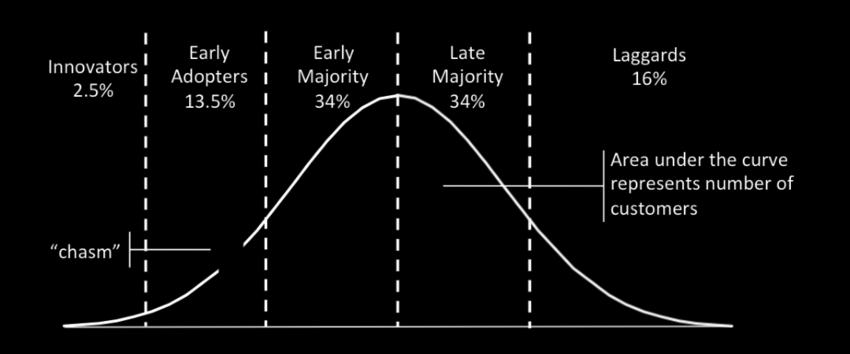 Innovators
2.5%
Early
Adopters
13.5%
Early
Majority
34%
Late
Majority
34%
Laggards
16%
Area under the curve
represents number of
customers
“chasm”